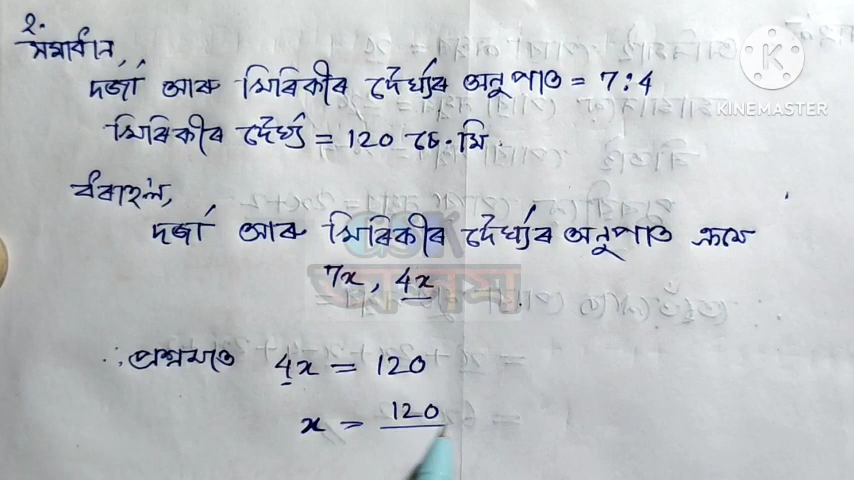 ২.
সমাধান,
দৰ্জা আৰু খিৰিকীৰ দৈৰ্ঘ্যৰ অনুপাত = 7:4
খিৰিকীৰ দৈৰ্ঘ্য = 120 চে.মি.
ধৰাহ'ল,
দৰ্জা আৰু খিৰিকীৰ দৈৰ্ঘ্যৰ অনুপাত ক্ৰমে
7x, 4x
∴ প্ৰশ্নমতে 4x = 120
x = 120
KINEMASTER